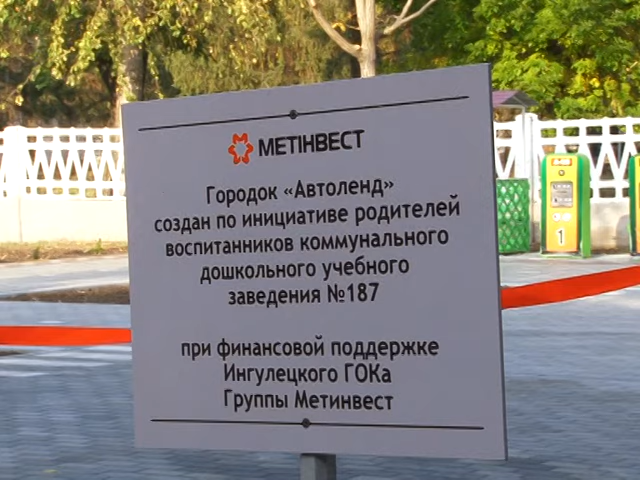 МЕТІНВЕСТ
Городок «Автоленд»
создан по инициативе родителей
воспитанников коммунального
дошкольного учебного
заведения №187
при финансовой поддержке
Ингулецкого ГОКа
Группы Метинвест
1